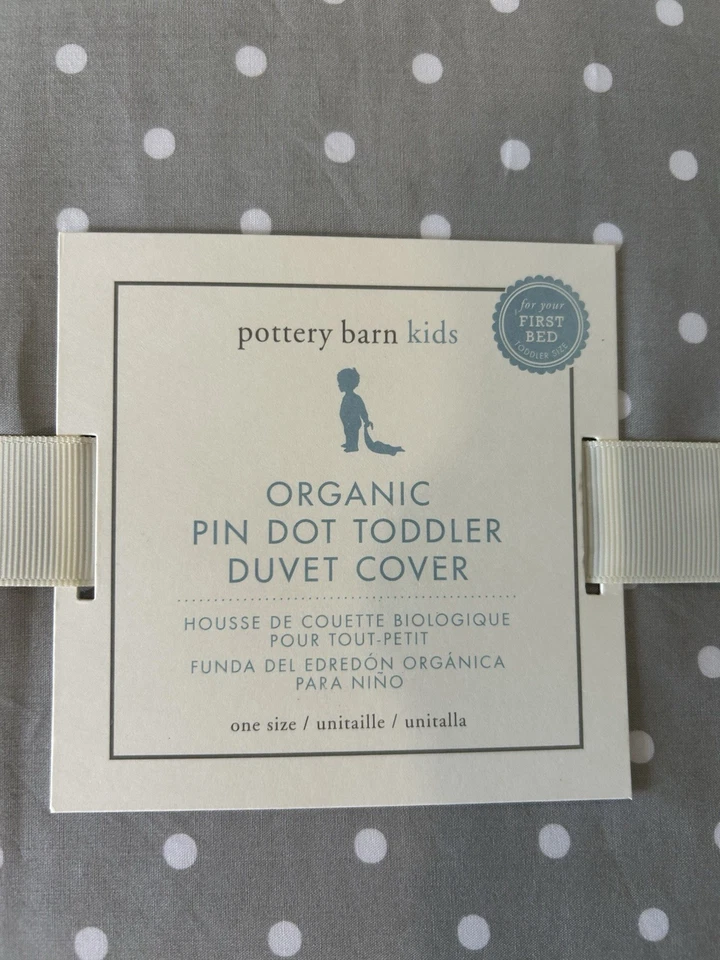 pottery barn kids
for your
FIRST
BED
TODDLER SIZE
ORGANIC
PIN DOT TODDLER
DUVET COVER
HOUSSE DE COUETTE BIOLOGIQUE
POUR TOUT-PETIT
FUNDA DEL EDREDÓN ORGÁNICA
PARA NIÑO
one size / unitaille / unitalla